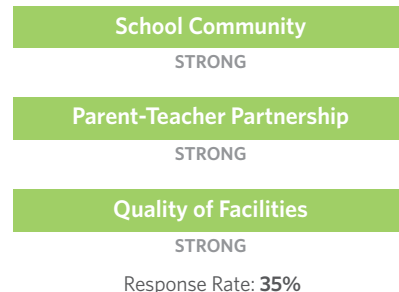 School Community
STRONG
Parent-Teacher Partnership
STRONG
Quality of Facilities
STRONG
Response Rate: 35%